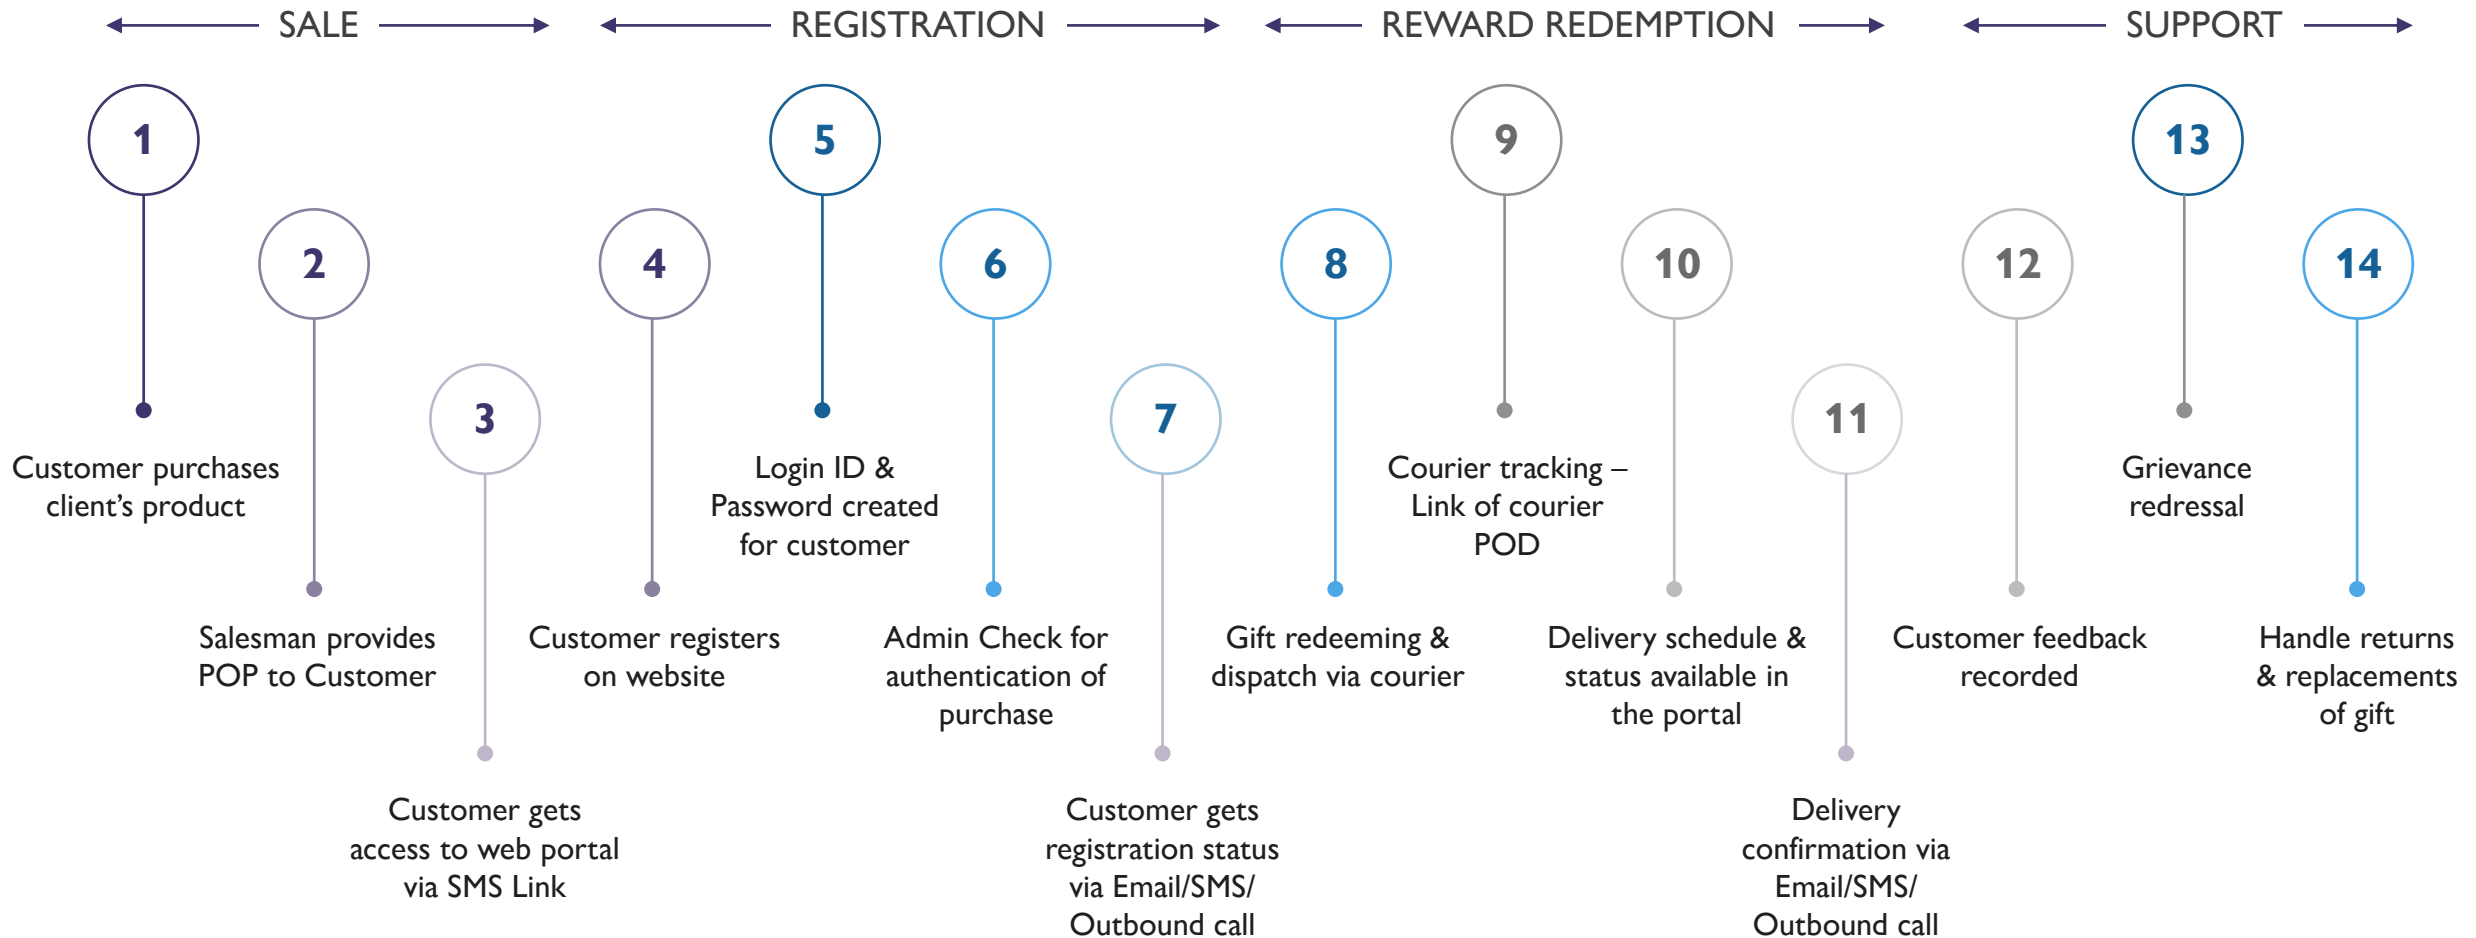 SALE
REGISTRATION
REWARD REDEMPTION
SUPPORT
1
Customer purchases
client’s product
2
Salesman provides
POP to Customer
3
Customer gets
access to web portal
via SMS Link
4
Customer registers
on website
5
Login ID &
Password created
for customer
6
Admin Check for
authentication of
purchase
7
Customer gets
registration status
via Email/SMS/
Outbound call
8
Gift redeeming &
dispatch via courier
9
Courier tracking –
Link of courier
POD
10
Delivery schedule &
status available in
the portal
11
Delivery
confirmation via
Email/SMS/
Outbound call
12
Customer feedback
recorded
13
Grievance
redressal
14
Handle returns
& replacements
of gift